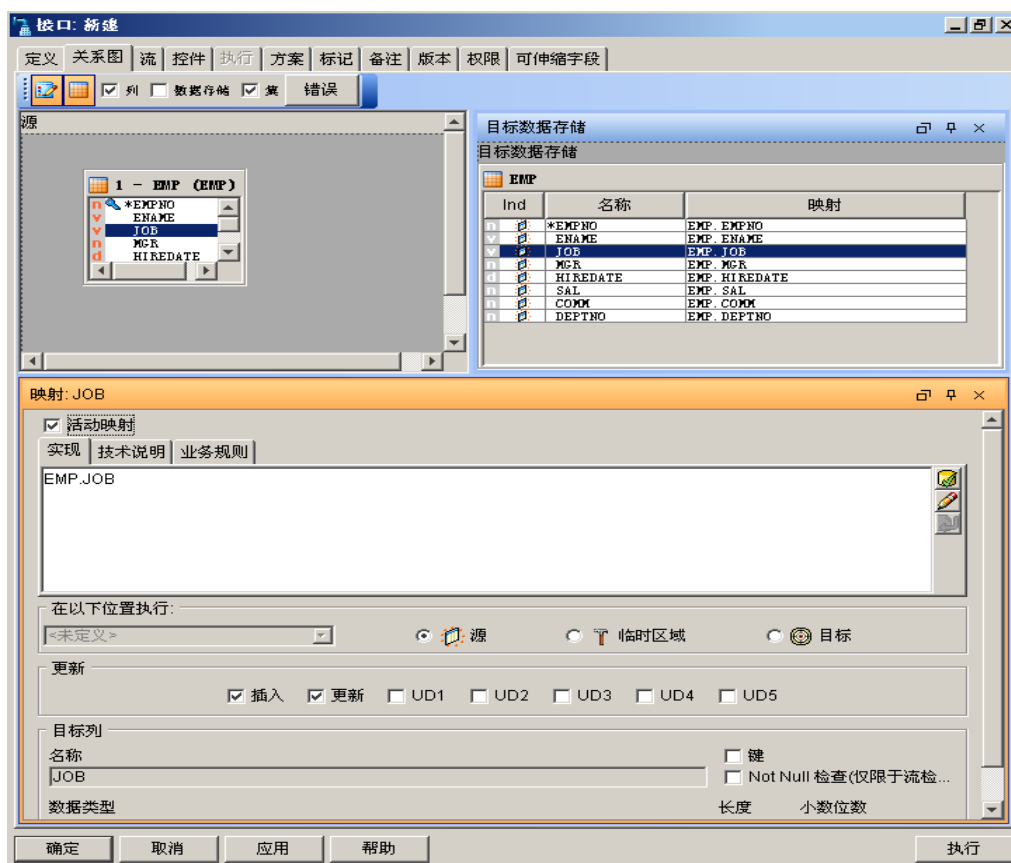 接口: 新建
定义 关系图 流 控件 执行 方案 标记 备注 版本 权限 可伸缩字段
列 数据存储 集 错误
源
1 - EMP (EMP)
n *EMPNO
v ENAME
v JOB
n MGR
d HIREDATE
目标数据存储
目标数据存储
EMP
Ind 名称 映射
n *EMPNO EMP.EMPNO
v ENAME EMP.ENAME
v JOB EMP.JOB
n MGR EMP.MGR
d HIREDATE EMP.HIREDATE
n SAL EMP.SAL
n COMM EMP.COMM
n DEPTNO EMP.DEPTNO
映射: JOB
活动映射
实现 技术说明 业务规则
EMP.JOB
在以下位置执行:
<未定义> 源 临时区域 目标
更新
插入 更新 UD1 UD2 UD3 UD4 UD5
目标列
名称 键
JOB Not Null 检查(仅限于流检...
数据类型 长度 小数位数
确定 取消 应用 帮助 执行